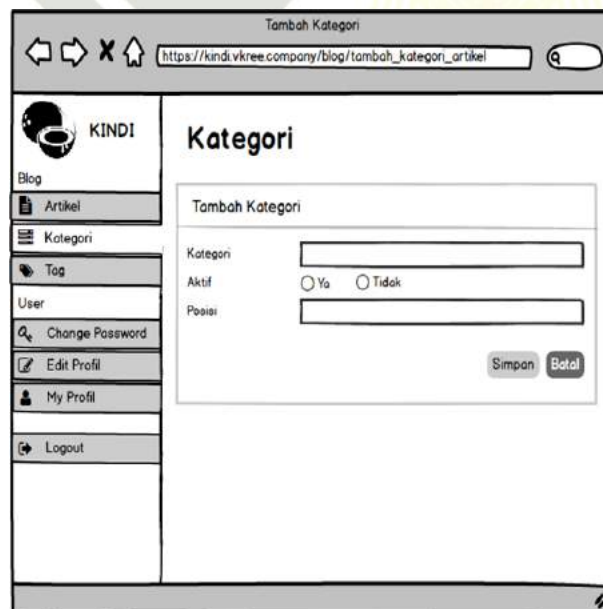 Tambah Kategori
https://kindi.vkree.company/blog/tambah_kategori_artikel
KINDI
Blog
Artikel
Kategori
Tag
User
Change Password
Edit Profil
My Profil
Logout
Kategori
Tambah Kategori
Kategori
Aktif
Ya Tidak
Posisi
Simpan Batal